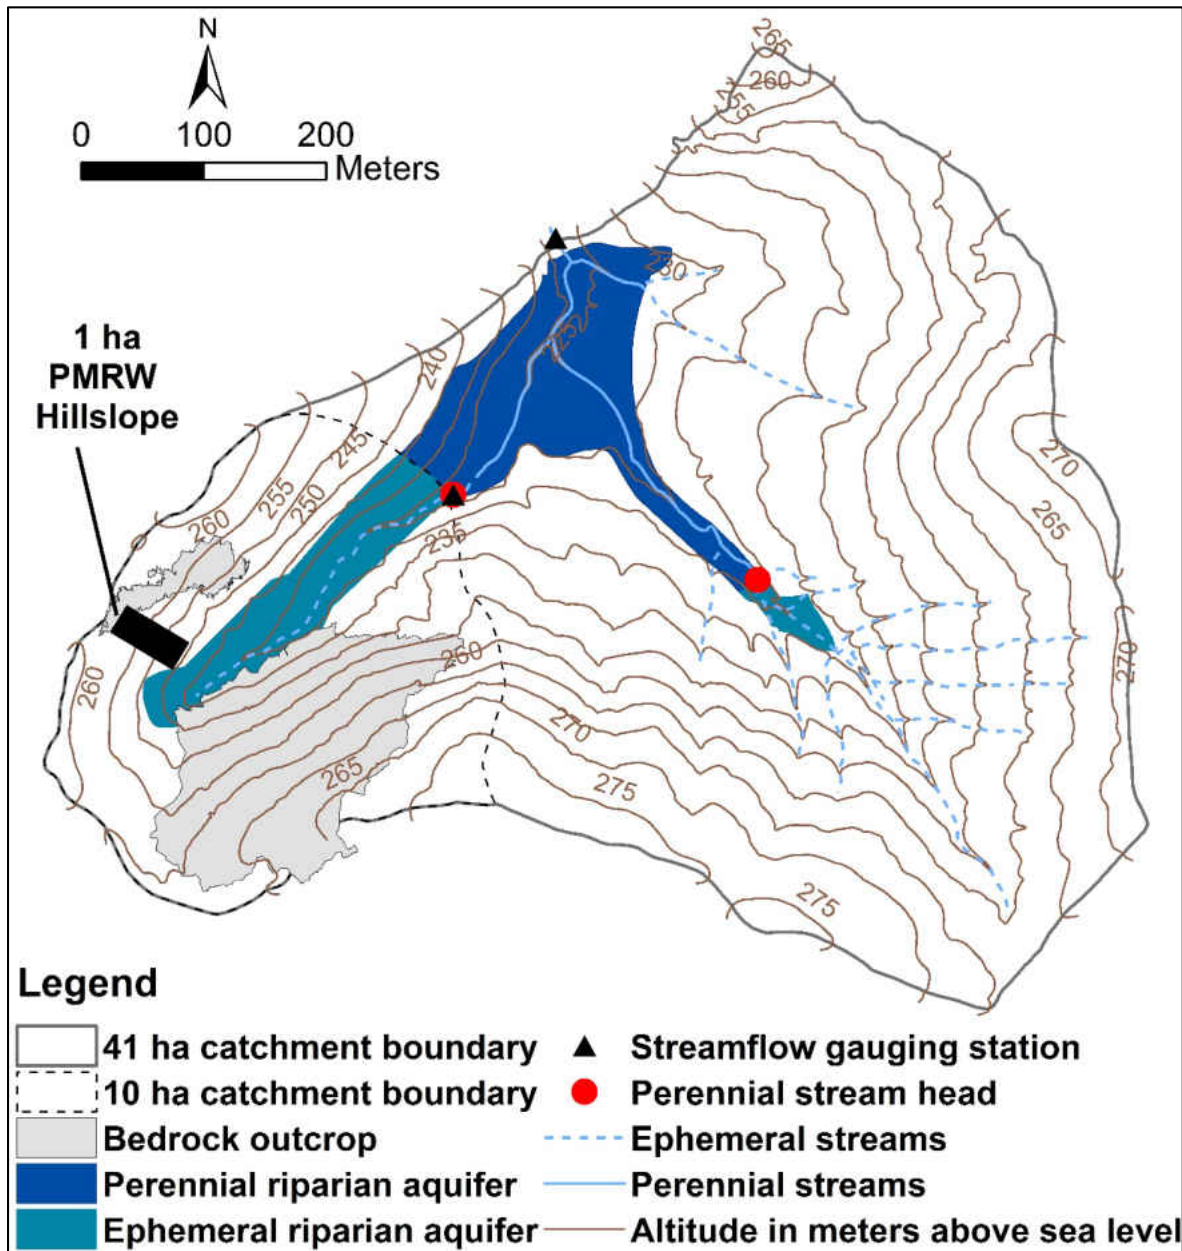 N
0 100 200
Meters
265
260
255
230
232
240
245
250
255
260
235
1 ha
PMRW
Hillslope
260
260
265
270
275
275
270
265
270
Legend
41 ha catchment boundary
Streamflow gauging station
10 ha catchment boundary
Perennial stream head
Bedrock outcrop
Ephemeral streams
Perennial riparian aquifer
Perennial streams
Ephemeral riparian aquifer
Altitude in meters above sea level